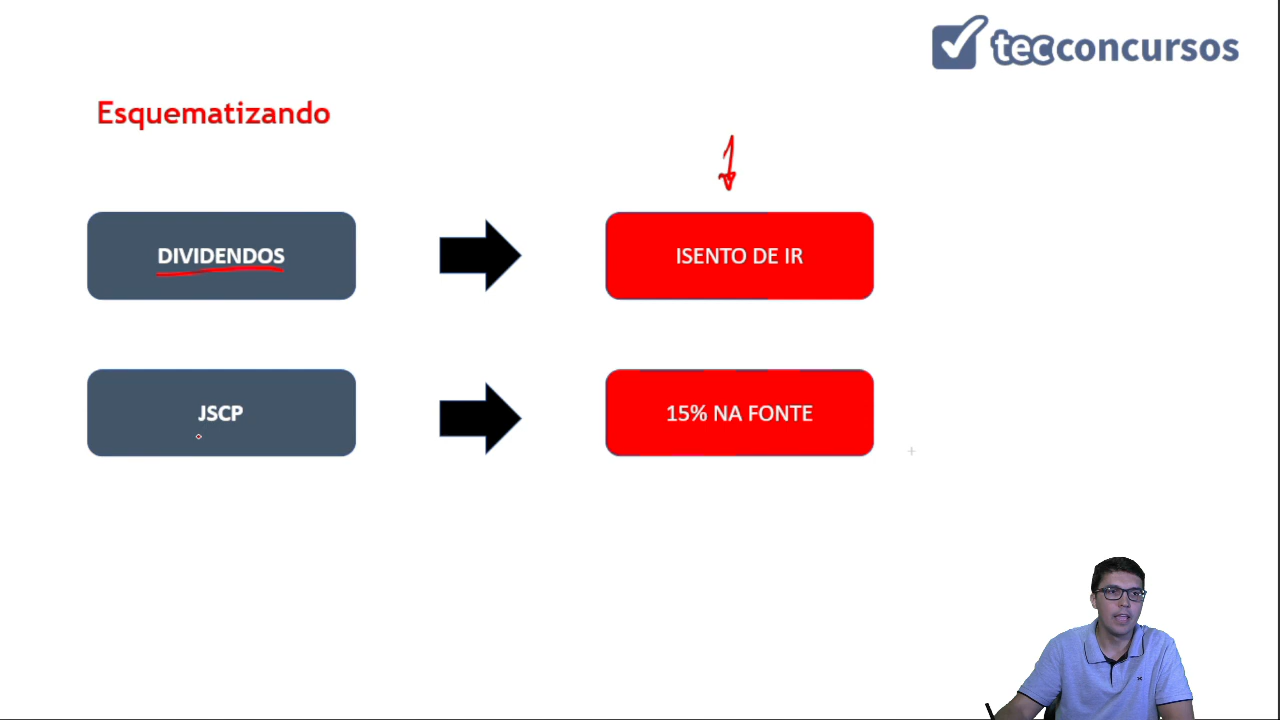 tecconcursos
Esquematizando
DIVIDENDOS
ISENTO DE IR
JSCP
15% NA FONTE